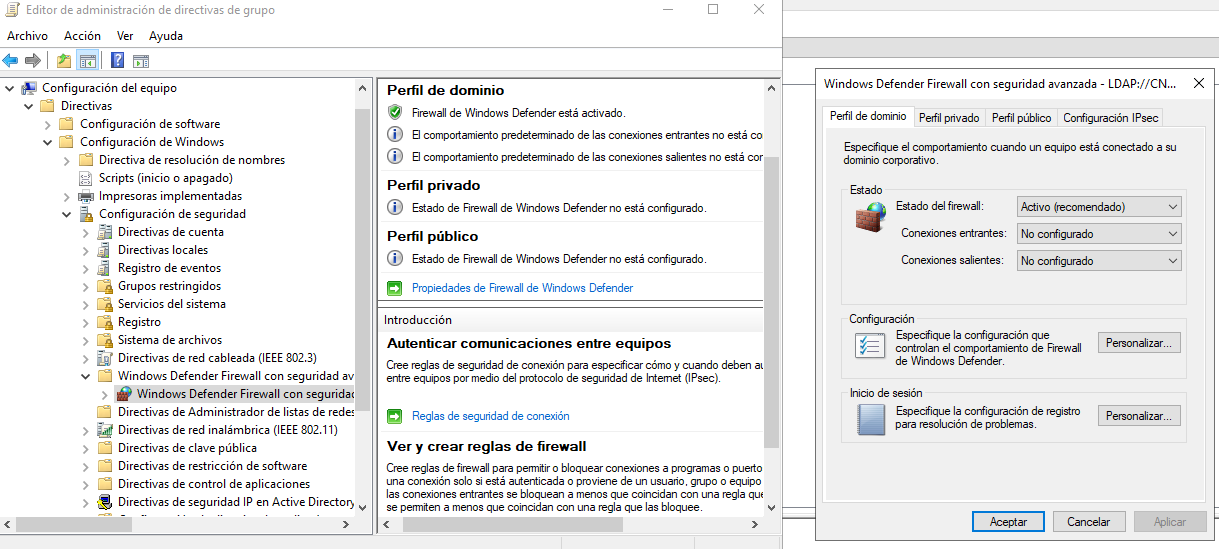 Editor de administración de directivas de grupo
Archivo Acción Ver Ayuda
Configuración del equipo
Directivas
Configuración de software
Configuración de Windows
Directiva de resolución de nombres
Scripts (inicio o apagado)
Impresoras implementadas
Configuración de seguridad
Directivas de cuenta
Directivas locales
Registro de eventos
Grupos restringidos
Servicios del sistema
Registro
Sistema de archivos
Directivas de red cableada (IEEE 802.3)
Windows Defender Firewall con seguridad av
Windows Defender Firewall con seguridad
Directivas de Administrador de listas de redes
Directivas de red inalámbrica (IEEE 802.11)
Directivas de clave pública
Directivas de restricción de software
Directivas de control de aplicaciones
Directivas de seguridad IP en Active Directory
Perfil de dominio
Firewall de Windows Defender está activado.
El comportamiento predeterminado de las conexiones entrantes no está co
El comportamiento predeterminado de las conexiones salientes no está co
Perfil privado
Estado de Firewall de Windows Defender no está configurado.
Perfil público
Estado de Firewall de Windows Defender no está configurado.
Propiedades de Firewall de Windows Defender
Introducción
Autenticar comunicaciones entre equipos
Cree reglas de seguridad de conexión para especificar cómo y cuando deben au
entre equipos por medio del protocolo de seguridad de Internet (IPsec).
Reglas de seguridad de conexión
Ver y crear reglas de firewall
Cree reglas de firewall para permitir o bloquear conexiones a programas o puerto
una conexión solo si está autenticada o proviene de un usuario, grupo o equipo
las conexiones entrantes se bloquean a menos que coincidan con una regla que
se permiten a menos que coincidan con una regla que las bloquee.
Windows Defender Firewall con seguridad avanzada - LDAP://CN...
Perfil de dominio Perfil privado Perfil público Configuración IPsec
Especifique el comportamiento cuando un equipo está conectado a su
dominio corporativo.
Estado
Estado del firewall: Activo (recomendado)
Conexiones entrantes: No configurado
Conexiones salientes: No configurado
Configuración
Especifique la configuración que
controlan el comportamiento de Firewall
de Windows Defender.
Personalizar...
Inicio de sesión
Especifique la configuración de registro
para resolución de problemas.
Personalizar...
Aceptar Cancelar Aplicar